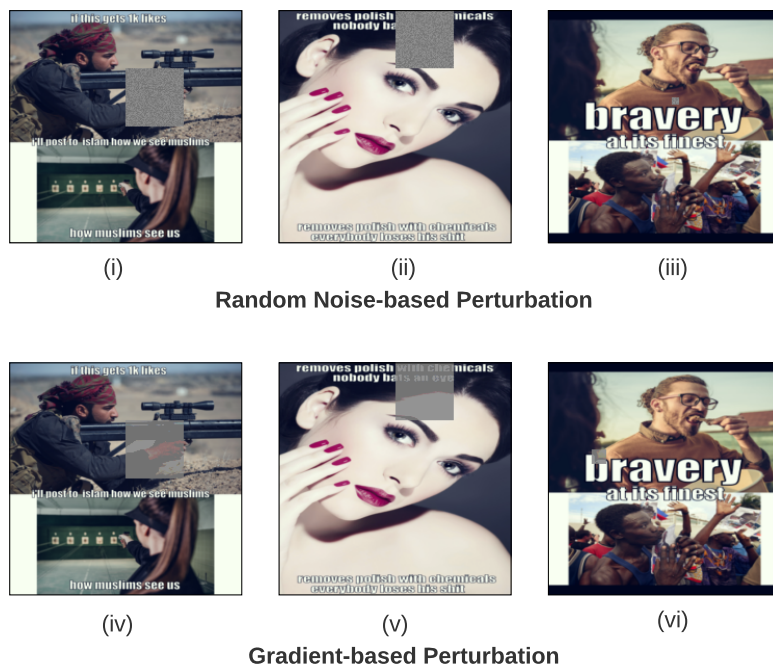 if this gets 1k likes
i'll post to islam how we see muslims
how muslims see us
removes polish micals
nobody ba
removes polish with chemicals
everybody loses his shit
bravery
at its finest
(i)
(ii)
(iii)
Random Noise-based Perturbation
if this gets 1k likes
i'll post to islam how we see muslims
how muslims see us
removes polish with chemicals
nobody bats an eye
removes polish with chemicals
everybody loses his shit
bravery
at its finest
(iv)
(v)
(vi)
Gradient-based Perturbation